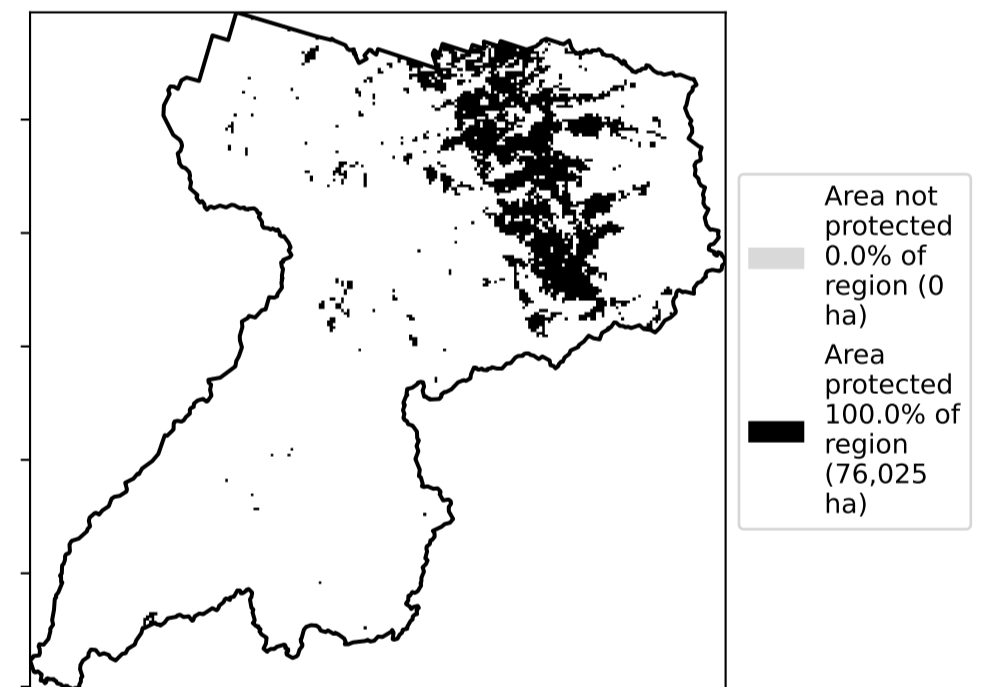 Area not
protected
0.0% of
region (0
ha)
Area
protected
100.0% of
region
(76,025
ha)